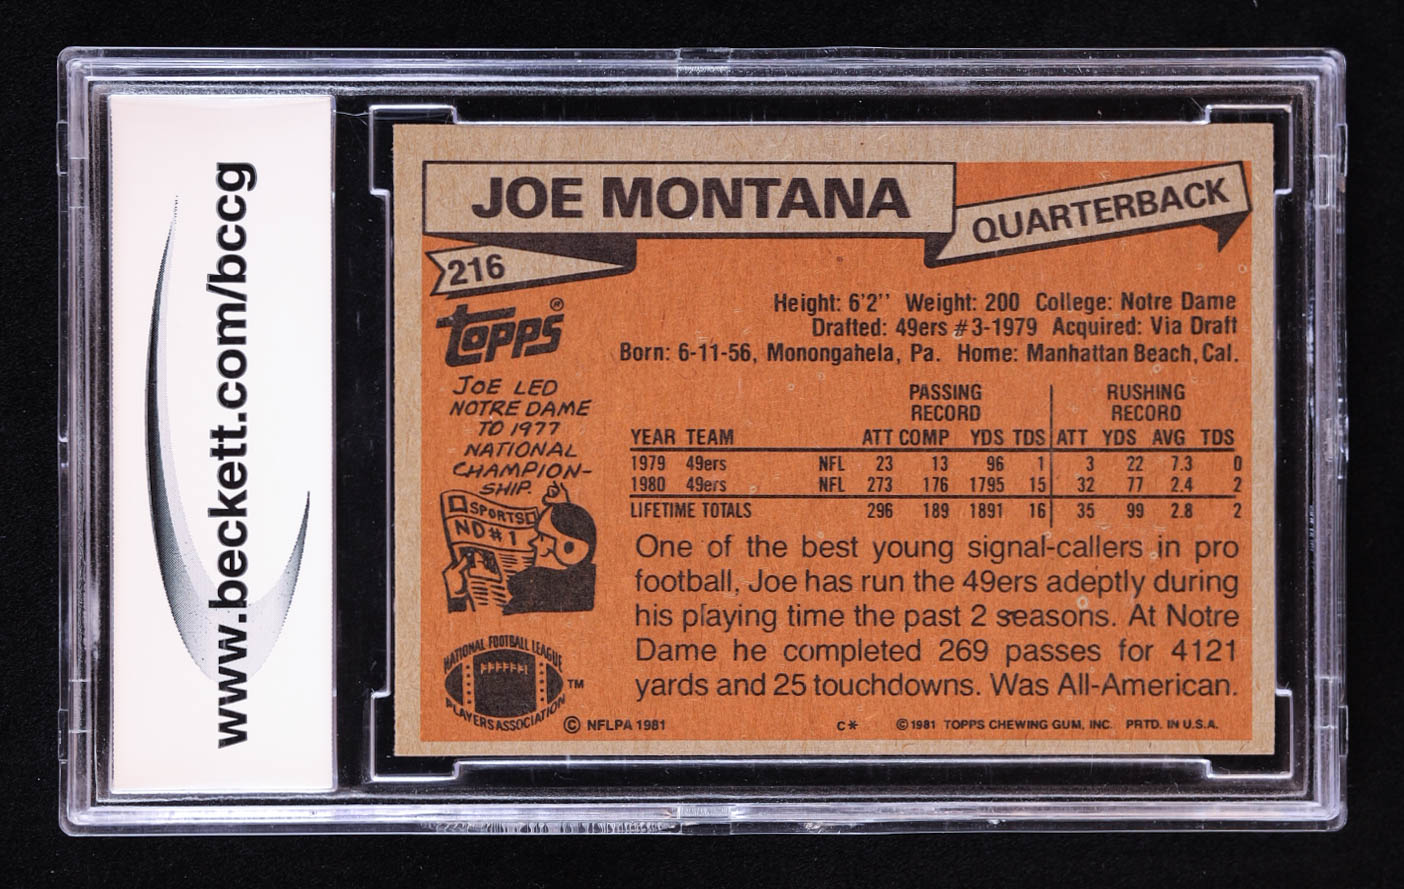 www.beckett.com/bccg
JOE MONTANA
QUARTERBACK
216
topps®
Height: 6'2'' Weight: 200 College: Notre Dame
Drafted: 49ers #3-1979 Acquired: Via Draft
Born: 6-11-56, Monongahela, Pa. Home: Manhattan Beach, Cal.
JOE LED
NOTRE DAME
TO 1977
NATIONAL
CHAMPION-
SHIP.
SPORTS
ND #1
PASSING RUSHING
RECORD RECORD
YEAR TEAM ATT COMP YDS TDS ATT YDS AVG TDS
1979 49ers NFL 23 13 96 1 3 22 7.3 0
1980 49ers NFL 273 176 1795 15 32 77 2.4 2
LIFETIME TOTALS 296 189 1891 16 35 99 2.8 2
One of the best young signal-callers in pro
football, Joe has run the 49ers adeptly during
his playing time the past 2 seasons. At Notre
Dame he completed 269 passes for 4121
yards and 25 touchdowns. Was All-American.
NATIONAL FOOTBALL LEAGUE
PLAYERS ASSOCIATION
™
© NFLPA 1981 C* ©1981 TOPPS CHEWING GUM, INC. PRTD. IN U.S.A.